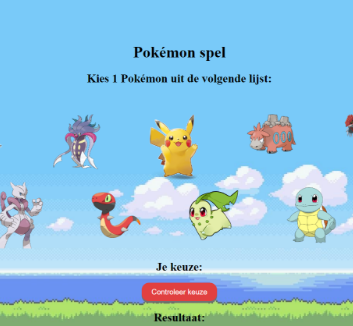 Pokémon spel
Kies 1 Pokémon uit de volgende lijst:
Je keuze:
Controleer keuze
Resultaat: